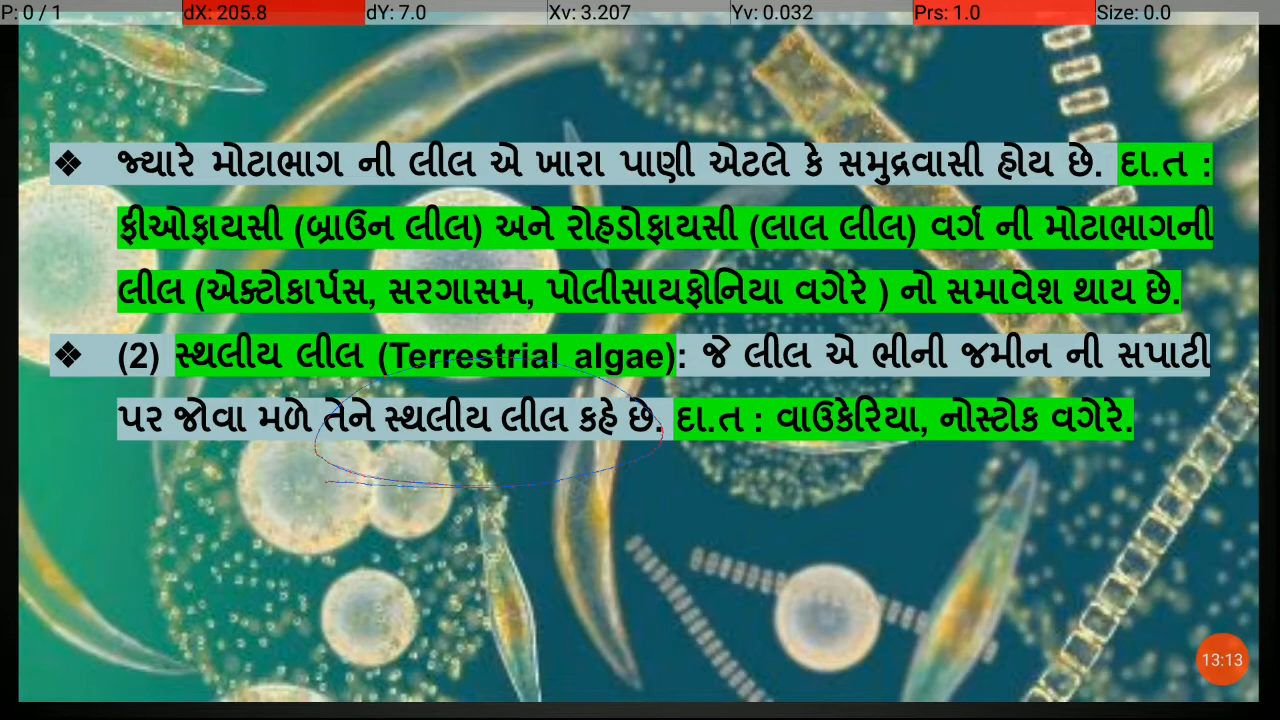 P: 0 / 1 dX: 205.8 dY: 7.0 Xv: 3.207 Yv: 0.032 Prs: 1.0 Size: 0.0
❖ જ્યારે મોટાભાગ ની લીલ એ ખારા પાણી એટલે કે સમુદ્રવાસી હોય છે. દા.ત :
ફીઓફાયસી (બ્રાઉન લીલ) અને રોહડોફાયસી (લાલ લીલ) વર્ગ ની મોટાભાગની
લીલ (એક્ટોકાર્પસ, સરગાસમ, પોલીસાયફોનિયા વગેરે ) નો સમાવેશ થાય છે.
❖ (2) સ્થલીય લીલ (Terrestrial algae): જે લીલ એ ભીની જમીન ની સપાટી
પર જોવા મળે તેને સ્થલીય લીલ કહે છે. દા.ત : વાઉકેરિયા, નોસ્ટોક વગેરે.
13:13